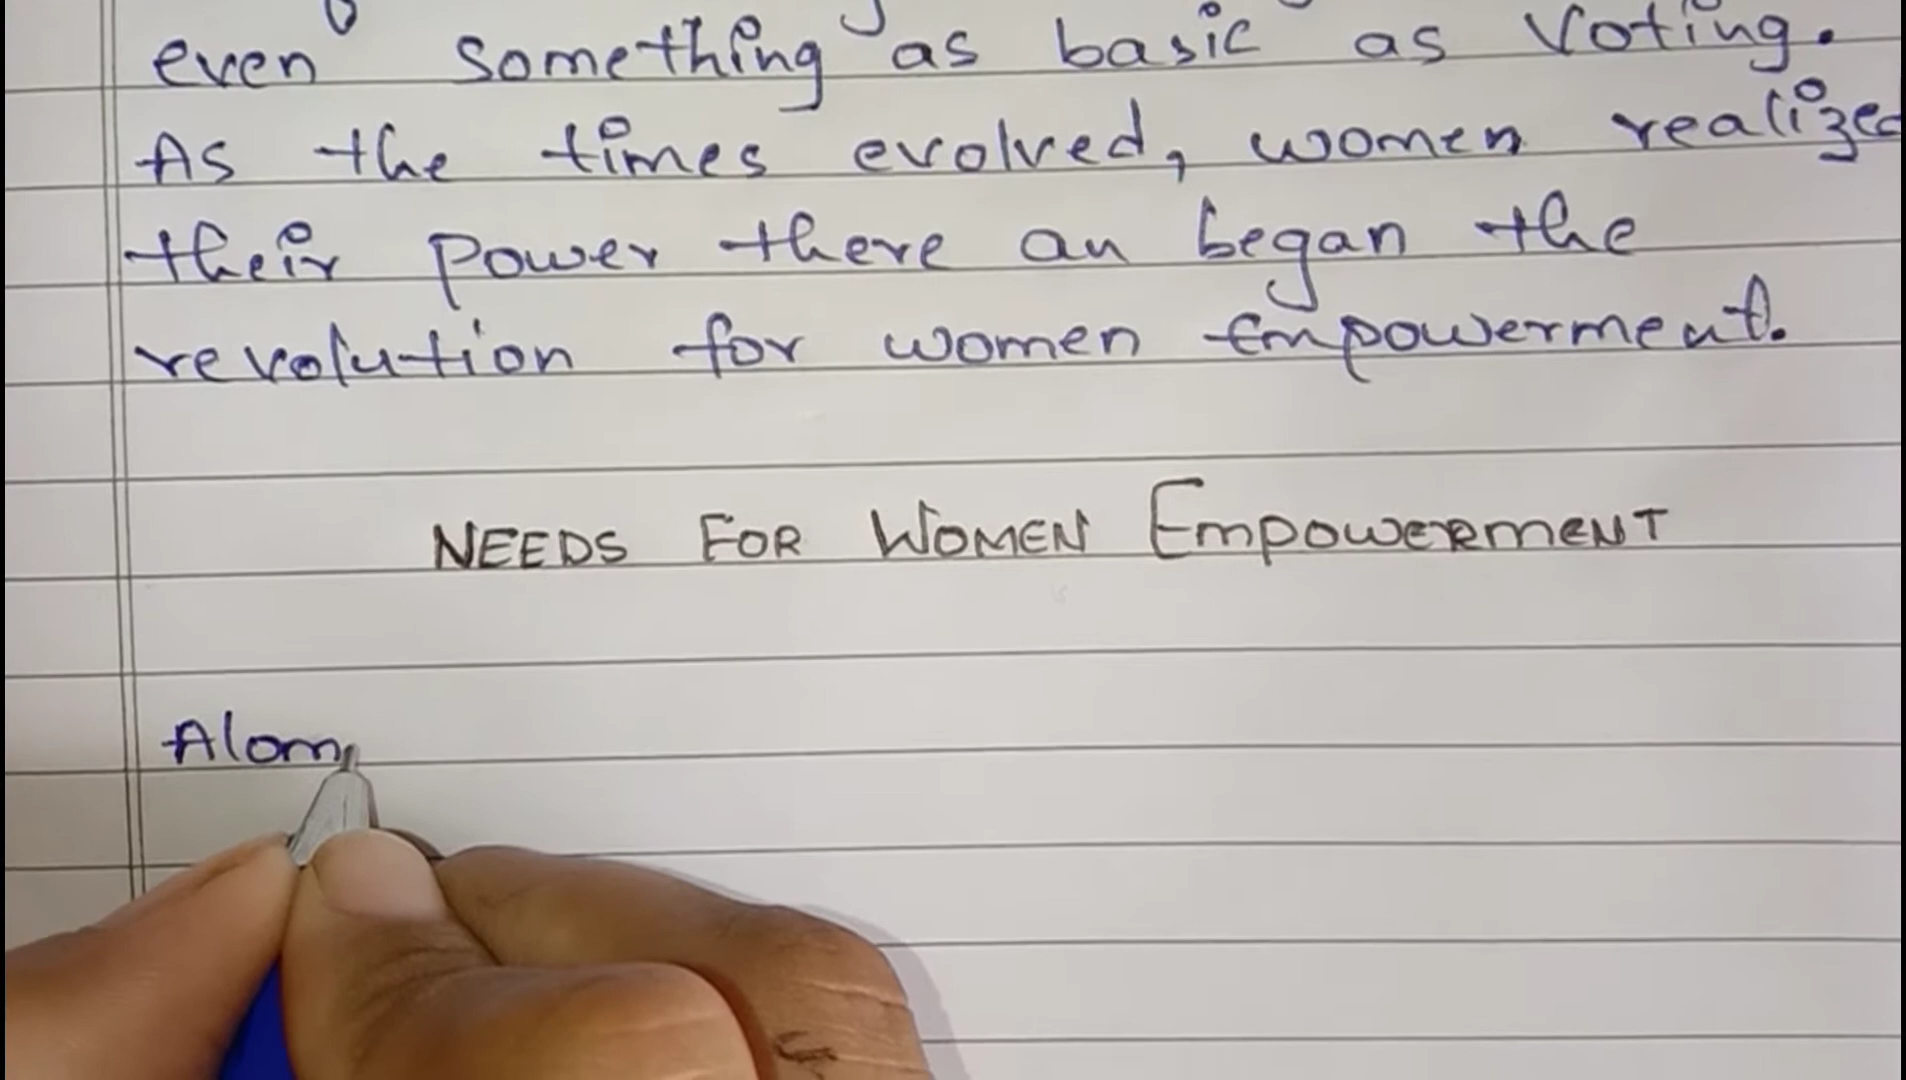 even something as basic as Voting.
As the times evolved, women realized
their power there an began the
revolution for women Empowerment.
NEEDS FOR WOMEN EMPOWERMENT
Alom